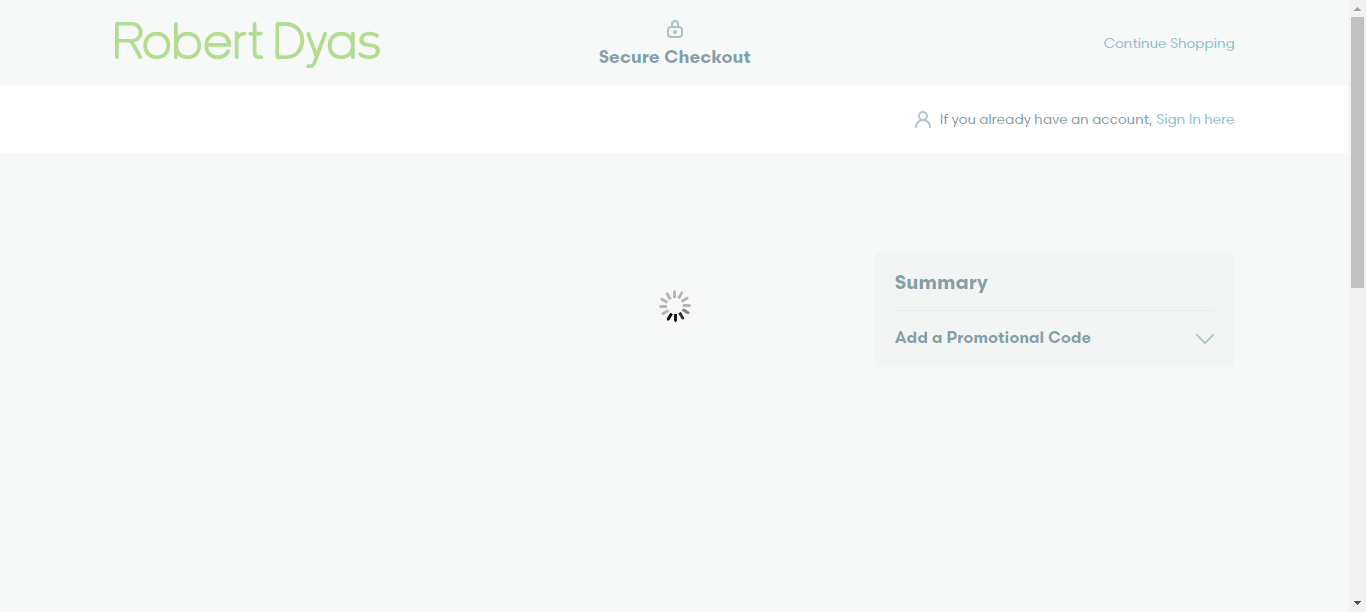 Robert Dyas
Secure Checkout
Continue Shopping
If you already have an account, Sign In here
Summary
Add a Promotional Code